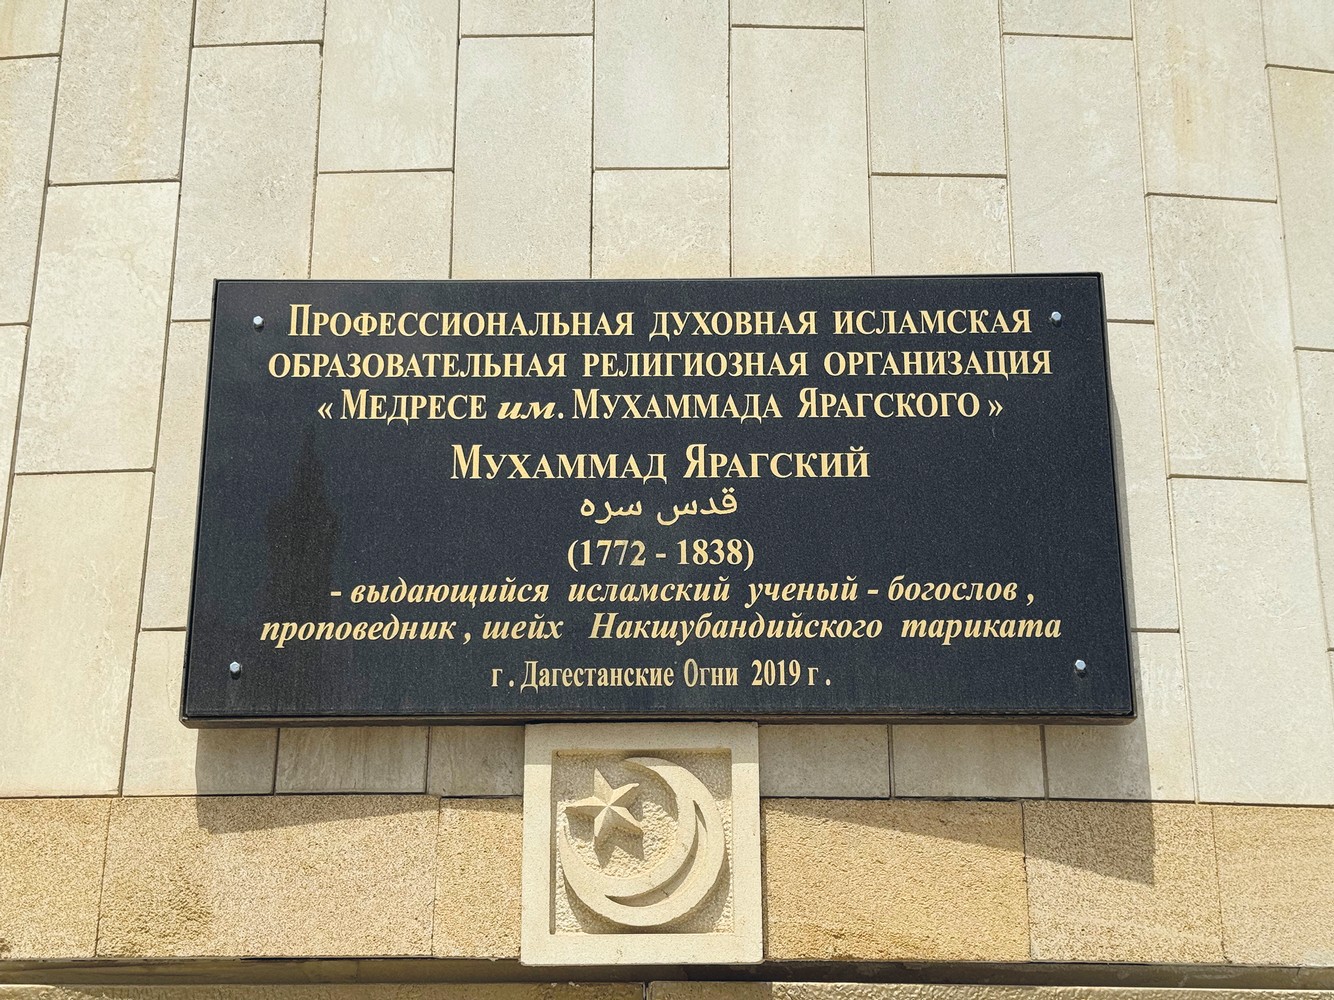 ПРОФЕССИОНАЛЬНАЯ ДУХОВНАЯ ИСЛАМСКАЯ
ОБРАЗОВАТЕЛЬНАЯ РЕЛИГИОЗНАЯ ОРГАНИЗАЦИЯ
« МЕДРЕСЕ им. МУХАММАДА ЯРАГСКОГО »
МУХАММАД ЯРАГСКИЙ
قدس سره
(1772 - 1838)
- выдающийся исламский ученый - богослов ,
проповедник , шейх Накшубандийского тариката
г . Дагестанские Огни 2019 г .